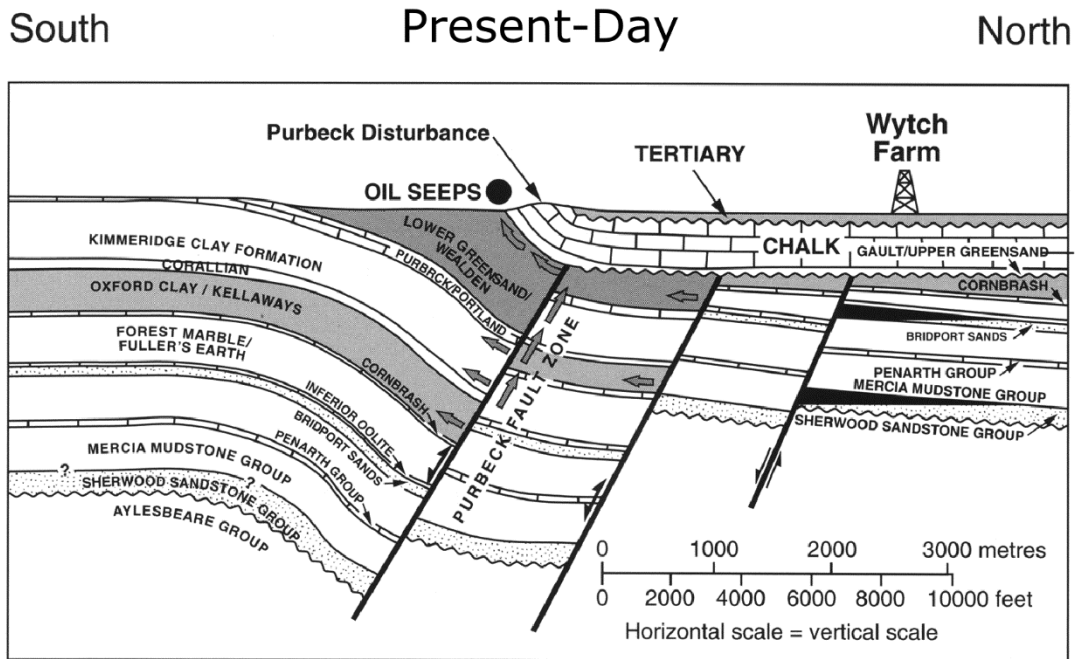 South
Present-Day
North
Purbeck Disturbance
Wytch
Farm
TERTIARY
OIL SEEPS
LOWER GREENSAND/
WEALDEN
CHALK
GAULT/UPPER GREENSAND
KIMMERIDGE CLAY FORMATION
CORALLIAN
PURBRCK/PORTLAND
CORNBRASH
OXFORD CLAY / KELLAWAYS
BRIDPORT SANDS
FOREST MARBLE/
FULLER'S EARTH
CORNBRASH
PENARTH GROUP
MERCIA MUDSTONE GROUP
INFERIOR OOLITE
BRIDPORT SANDS
PENARTH GROUP
PURBECK FAULT ZONE
SHERWOOD SANDSTONE GROUP
MERCIA MUDSTONE GROUP
? ?
SHERWOOD SANDSTONE GROUP
AYLESBEARE GROUP
0 1000 2000 3000 metres
0 2000 4000 6000 8000 10000 feet
Horizontal scale = vertical scale